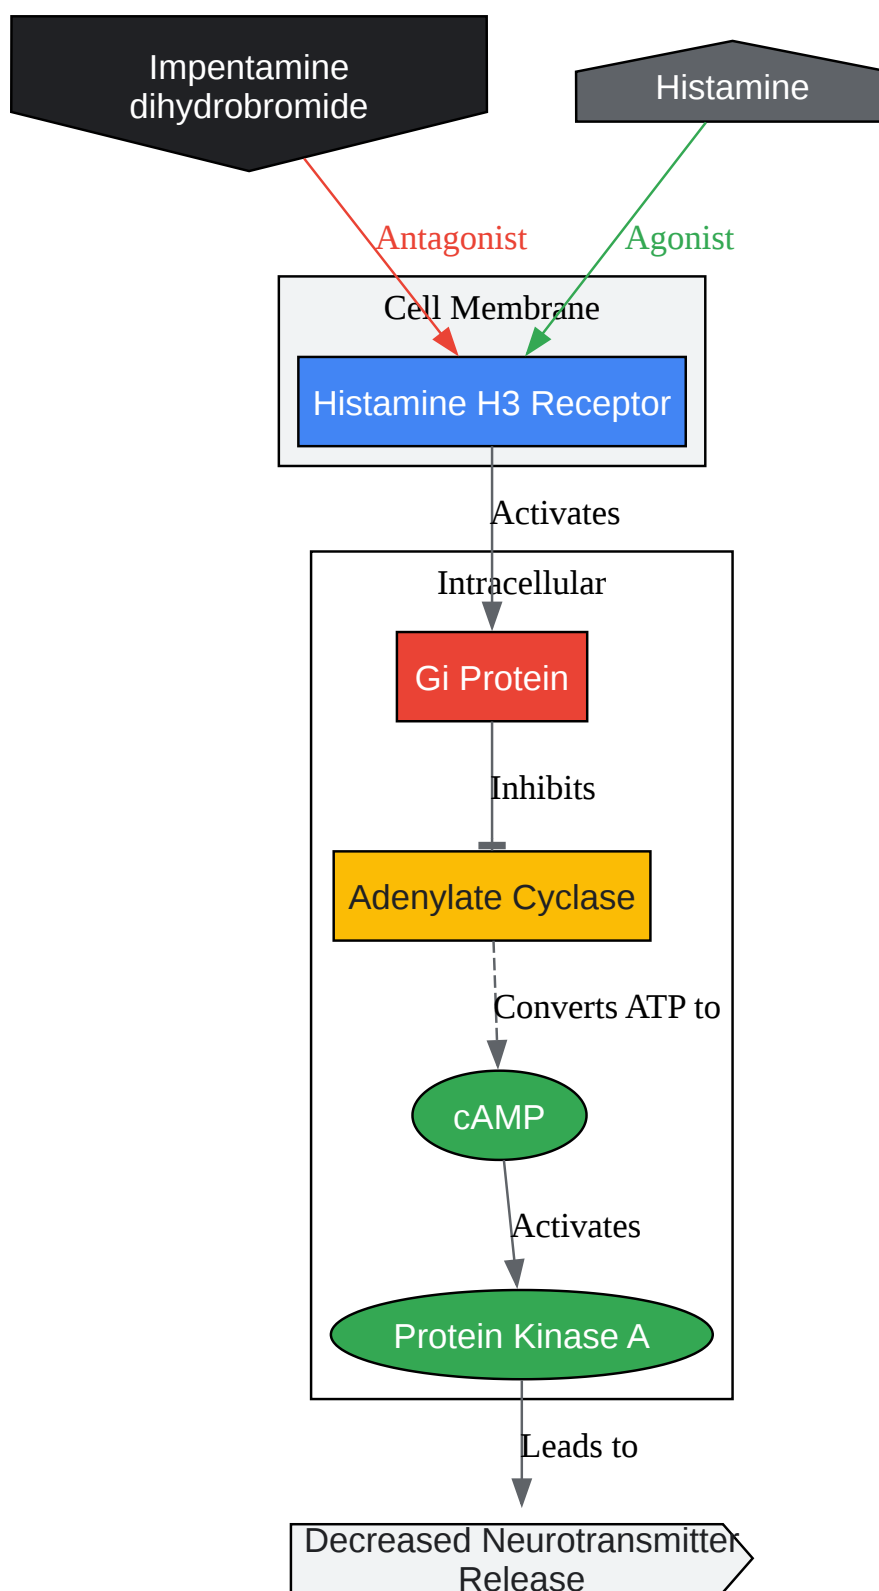 Impentamine
dihydrobromide
Histamine
Antagonist
Agonist
Cell Membrane
Histamine H3 Receptor
Activates
Intracellular
Gi Protein
Inhibits
Adenylate Cyclase
Converts ATP to
cAMP
Activates
Protein Kinase A
Leads to
Decreased Neurotransmitter
Release